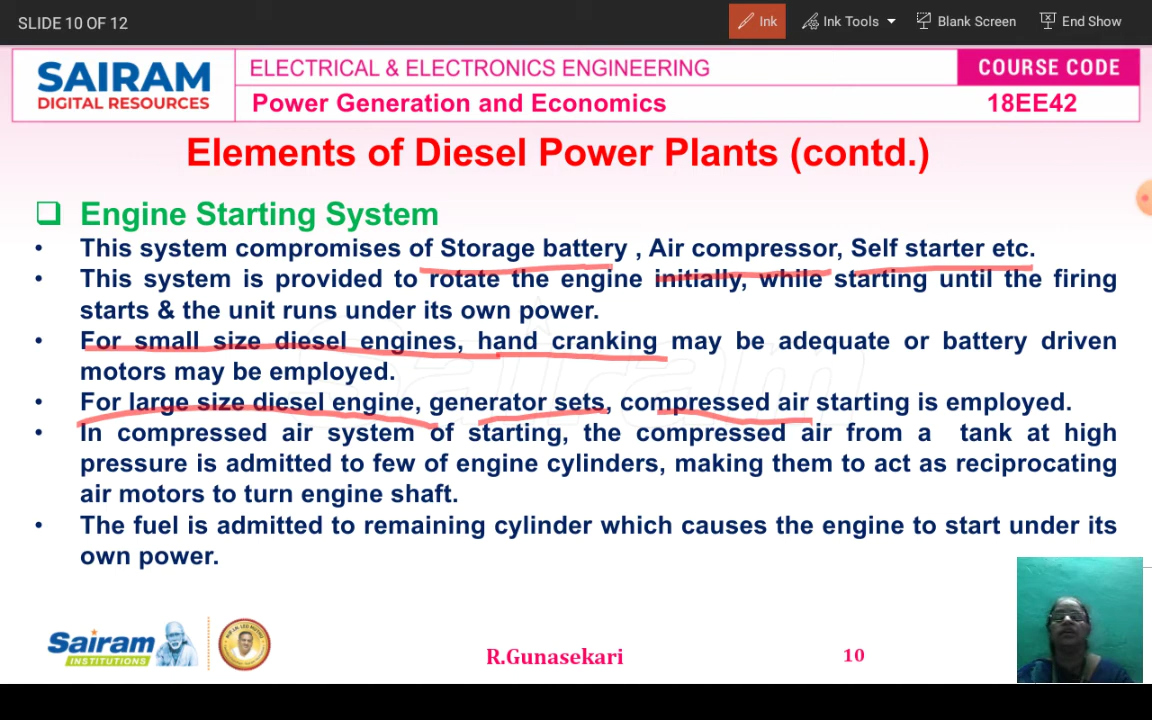 SLIDE 10 OF 12
Ink
Ink Tools
Blank Screen
End Show
SAIRAM
DIGITAL RESOURCES
ELECTRICAL & ELECTRONICS ENGINEERING
COURSE CODE
Power Generation and Economics
18EE42
Elements of Diesel Power Plants (contd.)
❑ Engine Starting System
• This system compromises of Storage battery , Air compressor, Self starter etc.
• This system is provided to rotate the engine initially, while starting until the firing
starts & the unit runs under its own power.
• For small size diesel engines, hand cranking may be adequate or battery driven
motors may be employed.
• For large size diesel engine, generator sets, compressed air starting is employed.
• In compressed air system of starting, the compressed air from a tank at high
pressure is admitted to few of engine cylinders, making them to act as reciprocating
air motors to turn engine shaft.
• The fuel is admitted to remaining cylinder which causes the engine to start under its
own power.
Sairam
Sairam
INSTITUTIONS
R.Gunasekari
10